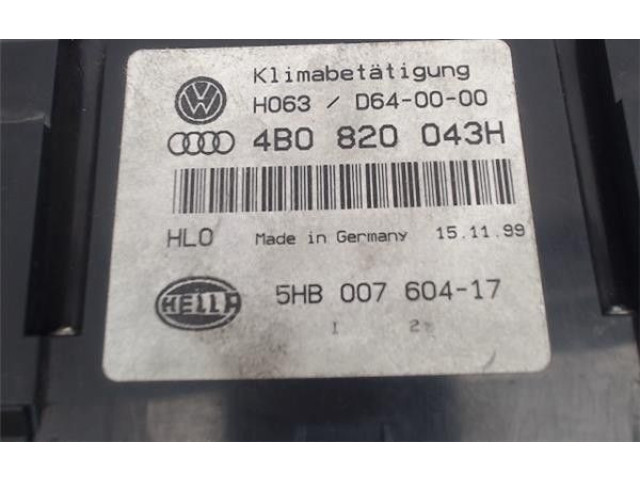 Klimabetätigung
H063 / D64-00-00
4B0 820 043H
HLO Made in Germany 15.11.99
HELLA 5HB 007 604-17
1 2